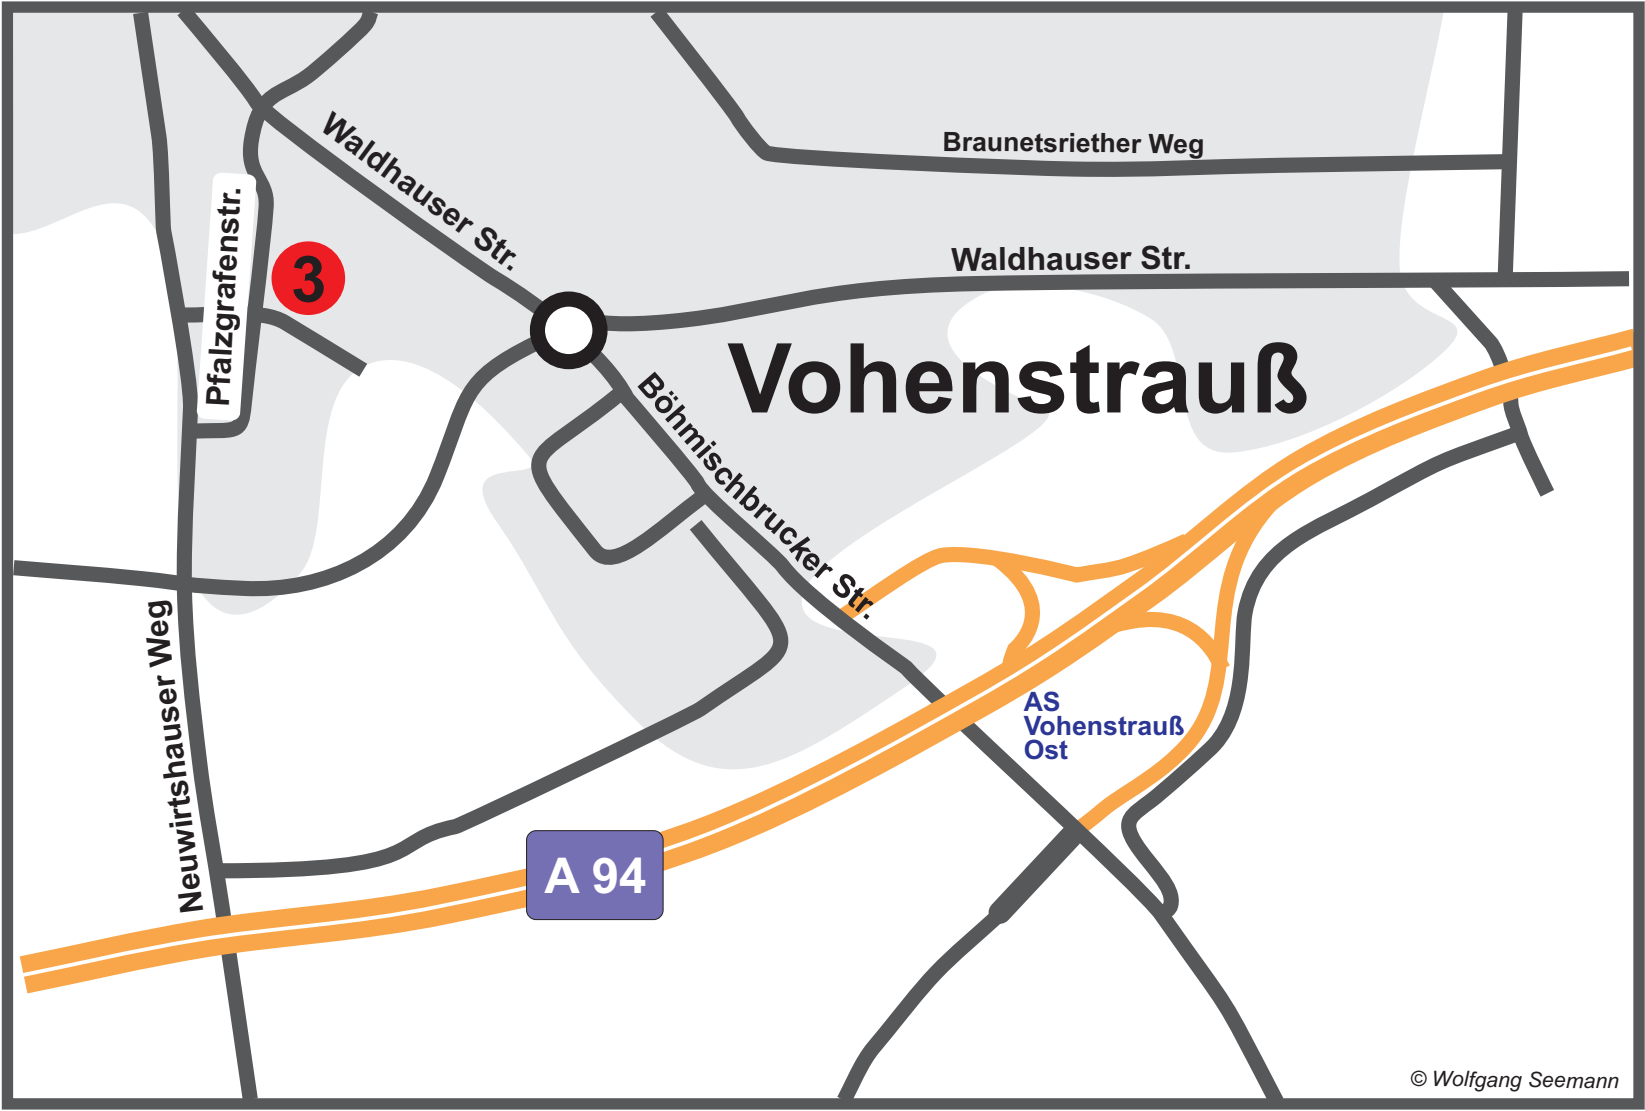 Waldhauser Str.
Braunetsriether Weg
Pfalzgrafenstr.
3
Waldhauser Str.
Vohenstrauß
Böhmischbrucker Str.
Neuwirtshauser Weg
AS
Vohenstrauß
Ost
A 94
© Wolfgang Seemann